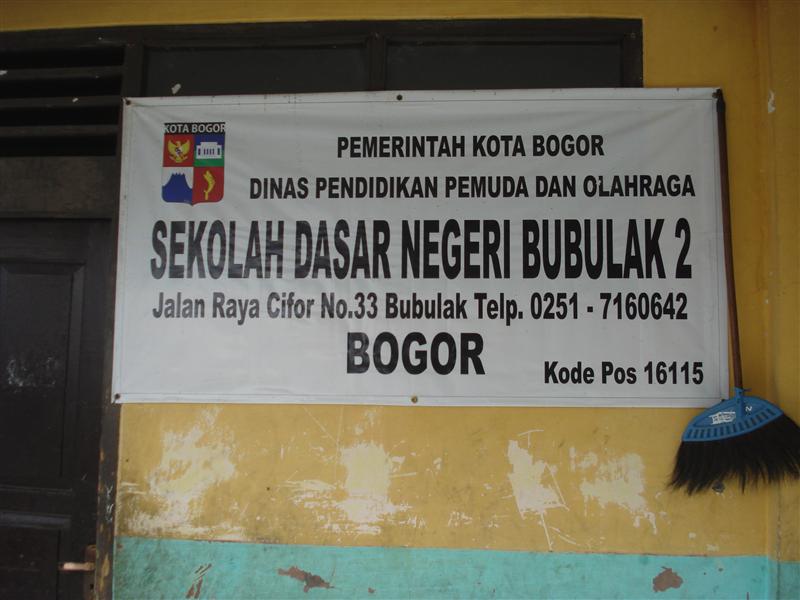 KOTA BOGOR
PEMERINTAH KOTA BOGOR
DINAS PENDIDIKAN PEMUDA DAN OLAHRAGA
SEKOLAH DASAR NEGERI BUBULAK 2
Jalan Raya Cifor No.33 Bubulak Telp. 0251 - 7160642
BOGOR
Kode Pos 16115